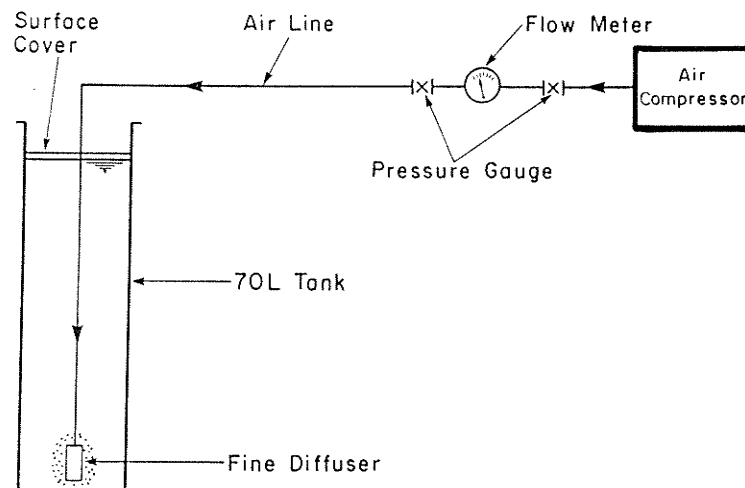 Surface
Cover
Air Line
Flow Meter
Air
Compressor
Pressure Gauge
70L Tank
Fine Diffuser